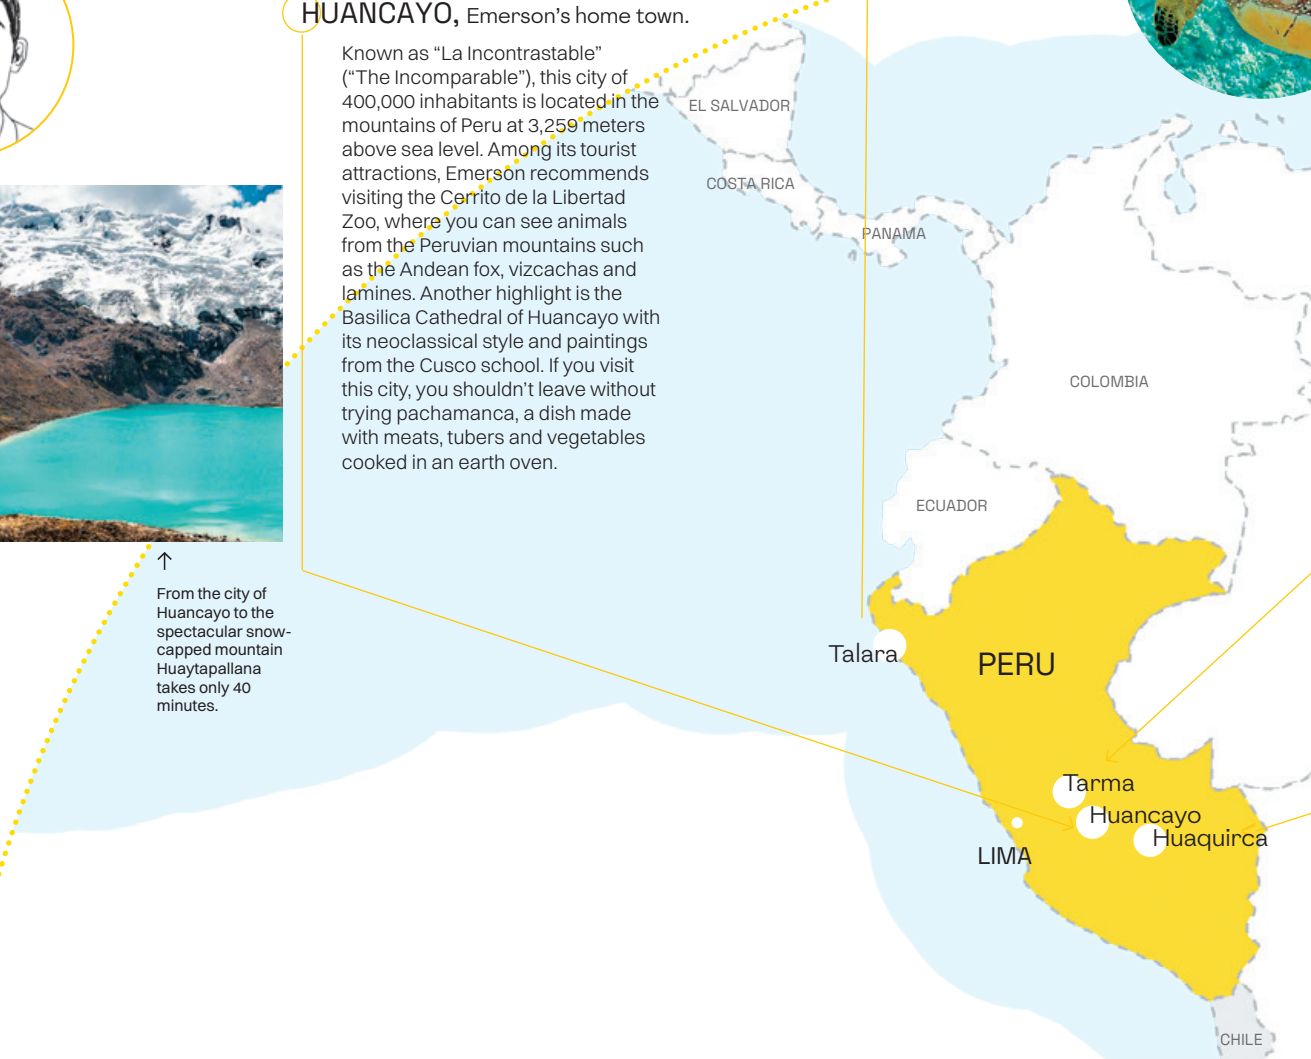 HUANCAYO, Emerson's home town.
Known as “La Incontrastable”
(“The Incomparable”), this city of
400,000 inhabitants is located in the
mountains of Peru at 3,259 meters
above sea level. Among its tourist
attractions, Emerson recommends
visiting the Cerrito de la Libertad
Zoo, where you can see animals
from the Peruvian mountains such
as the Andean fox, vizcachas and
lamines. Another highlight is the
Basilica Cathedral of Huancayo with
its neoclassical style and paintings
from the Cusco school. If you visit
this city, you shouldn’t leave without
trying pachamanca, a dish made
with meats, tubers and vegetables
cooked in an earth oven.
↑
From the city of
Huancayo to the
spectacular snow-
capped mountain
Huaytapallana
takes only 40
minutes.
EL SALVADOR
COSTA RICA
PANAMA
COLOMBIA
ECUADOR
Talara
PERU
Tarma
Huancayo
Huaquirca
LIMA
CHILE